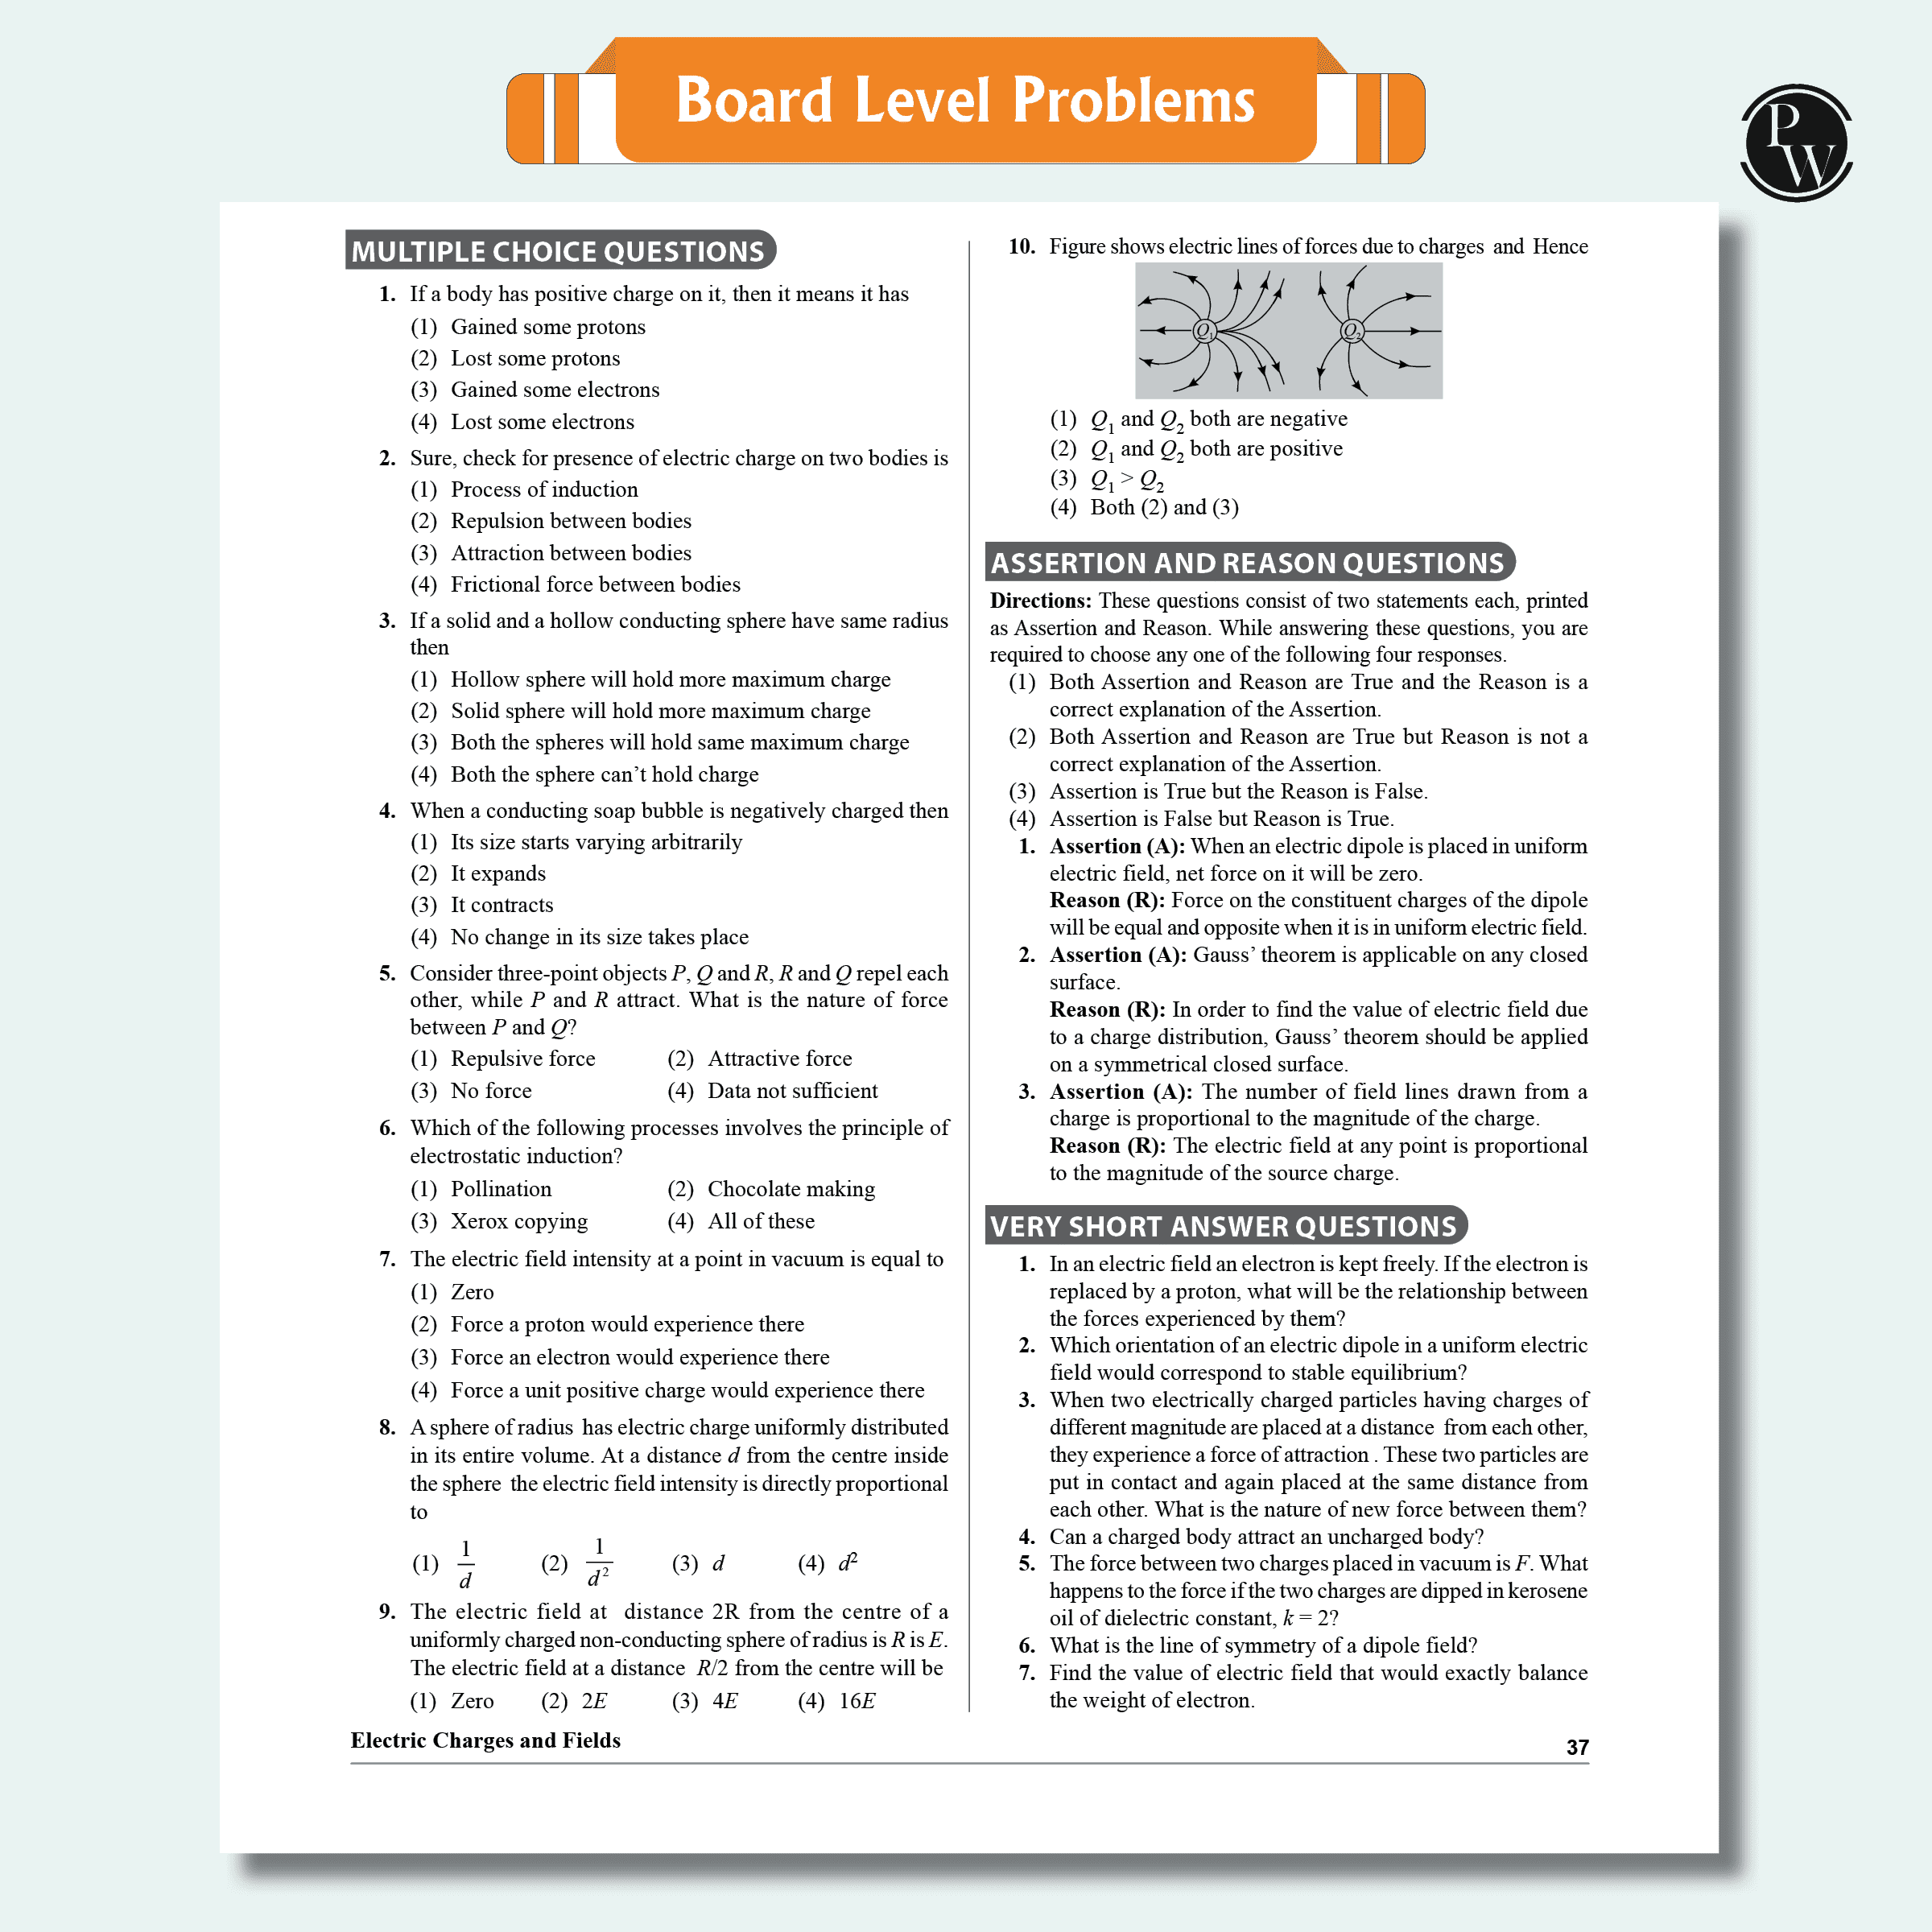 Board Level Problems
PW
MULTIPLE CHOICE QUESTIONS
1. If a body has positive charge on it, then it means it has
(1) Gained some protons
(2) Lost some protons
(3) Gained some electrons
(4) Lost some electrons
2. Sure, check for presence of electric charge on two bodies is
(1) Process of induction
(2) Repulsion between bodies
(3) Attraction between bodies
(4) Frictional force between bodies
3. If a solid and a hollow conducting sphere have same radius
then
(1) Hollow sphere will hold more maximum charge
(2) Solid sphere will hold more maximum charge
(3) Both the spheres will hold same maximum charge
(4) Both the sphere can’t hold charge
4. When a conducting soap bubble is negatively charged then
(1) Its size starts varying arbitrarily
(2) It expands
(3) It contracts
(4) No change in its size takes place
5. Consider three-point objects P, Q and R, R and Q repel each
other, while P and R attract. What is the nature of force
between P and Q?
(1) Repulsive force (2) Attractive force
(3) No force (4) Data not sufficient
6. Which of the following processes involves the principle of
electrostatic induction?
(1) Pollination (2) Chocolate making
(3) Xerox copying (4) All of these
7. The electric field intensity at a point in vacuum is equal to
(1) Zero
(2) Force a proton would experience there
(3) Force an electron would experience there
(4) Force a unit positive charge would experience there
8. A sphere of radius has electric charge uniformly distributed
in its entire volume. At a distance d from the centre inside
the sphere the electric field intensity is directly proportional
to
(1) 1/d (2) 1/d² (3) d (4) d²
9. The electric field at distance 2R from the centre of a
uniformly charged non-conducting sphere of radius is R is E.
The electric field at a distance R/2 from the centre will be
(1) Zero (2) 2E (3) 4E (4) 16E
10. Figure shows electric lines of forces due to charges and Hence
Q₁ Q₂
(1) Q₁ and Q₂ both are negative
(2) Q₁ and Q₂ both are positive
(3) Q₁ > Q₂
(4) Both (2) and (3)
ASSERTION AND REASON QUESTIONS
Directions: These questions consist of two statements each, printed
as Assertion and Reason. While answering these questions, you are
required to choose any one of the following four responses.
(1) Both Assertion and Reason are True and the Reason is a
correct explanation of the Assertion.
(2) Both Assertion and Reason are True but Reason is not a
correct explanation of the Assertion.
(3) Assertion is True but the Reason is False.
(4) Assertion is False but Reason is True.
1. Assertion (A): When an electric dipole is placed in uniform
electric field, net force on it will be zero.
Reason (R): Force on the constituent charges of the dipole
will be equal and opposite when it is in uniform electric field.
2. Assertion (A): Gauss’ theorem is applicable on any closed
surface.
Reason (R): In order to find the value of electric field due
to a charge distribution, Gauss’ theorem should be applied
on a symmetrical closed surface.
3. Assertion (A): The number of field lines drawn from a
charge is proportional to the magnitude of the charge.
Reason (R): The electric field at any point is proportional
to the magnitude of the source charge.
VERY SHORT ANSWER QUESTIONS
1. In an electric field an electron is kept freely. If the electron is
replaced by a proton, what will be the relationship between
the forces experienced by them?
2. Which orientation of an electric dipole in a uniform electric
field would correspond to stable equilibrium?
3. When two electrically charged particles having charges of
different magnitude are placed at a distance from each other,
they experience a force of attraction . These two particles are
put in contact and again placed at the same distance from
each other. What is the nature of new force between them?
4. Can a charged body attract an uncharged body?
5. The force between two charges placed in vacuum is F. What
happens to the force if the two charges are dipped in kerosene
oil of dielectric constant, k = 2?
6. What is the line of symmetry of a dipole field?
7. Find the value of electric field that would exactly balance
the weight of electron.
Electric Charges and Fields
37